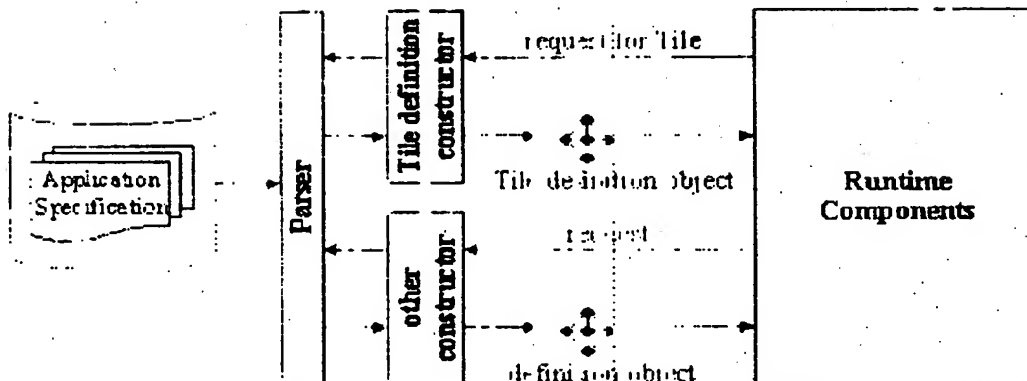 Application
Specification
Parser
Tile definition
constructor
request for Tile
Tile definition object
other
constructor
request
definition object
Runtime
Components